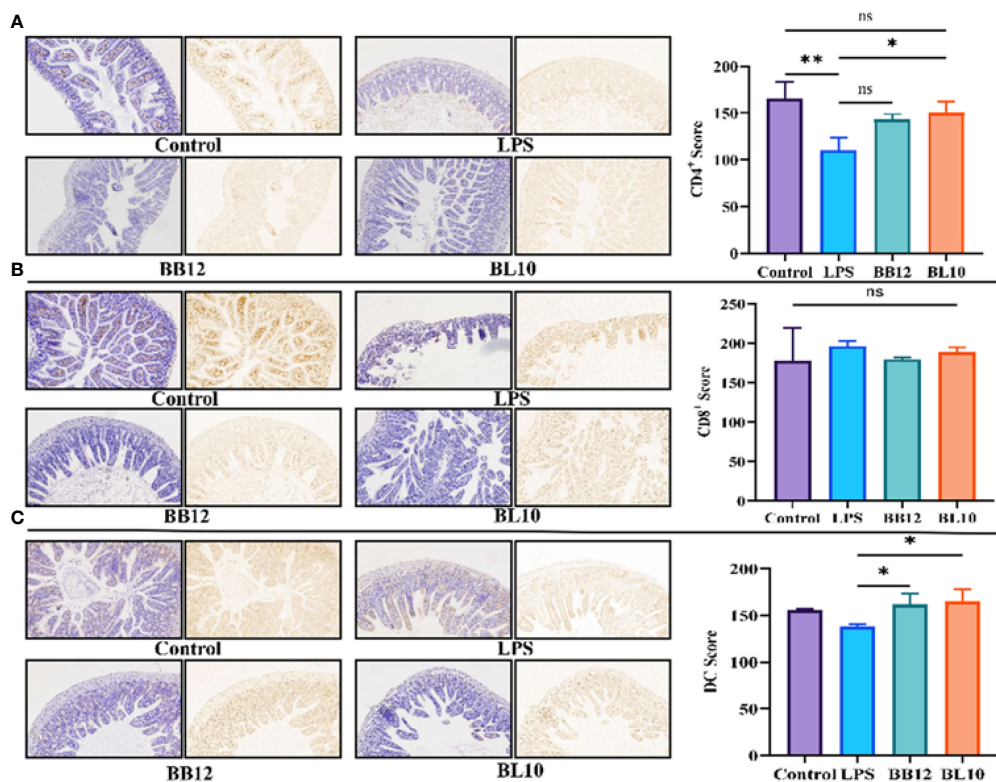 A
Control
LPS
BB12
BL10
ns
*
**
ns
200
150
100
50
0
CD4⁺ Score
Control LPS BB12 BL10
B
Control
LPS
BB12
BL10
ns
250
200
150
100
50
0
CD8⁺ Score
Control LPS BB12 BL10
C
Control
LPS
BB12
BL10
*
*
200
150
100
50
0
DC Score
Control LPS BB12 BL10